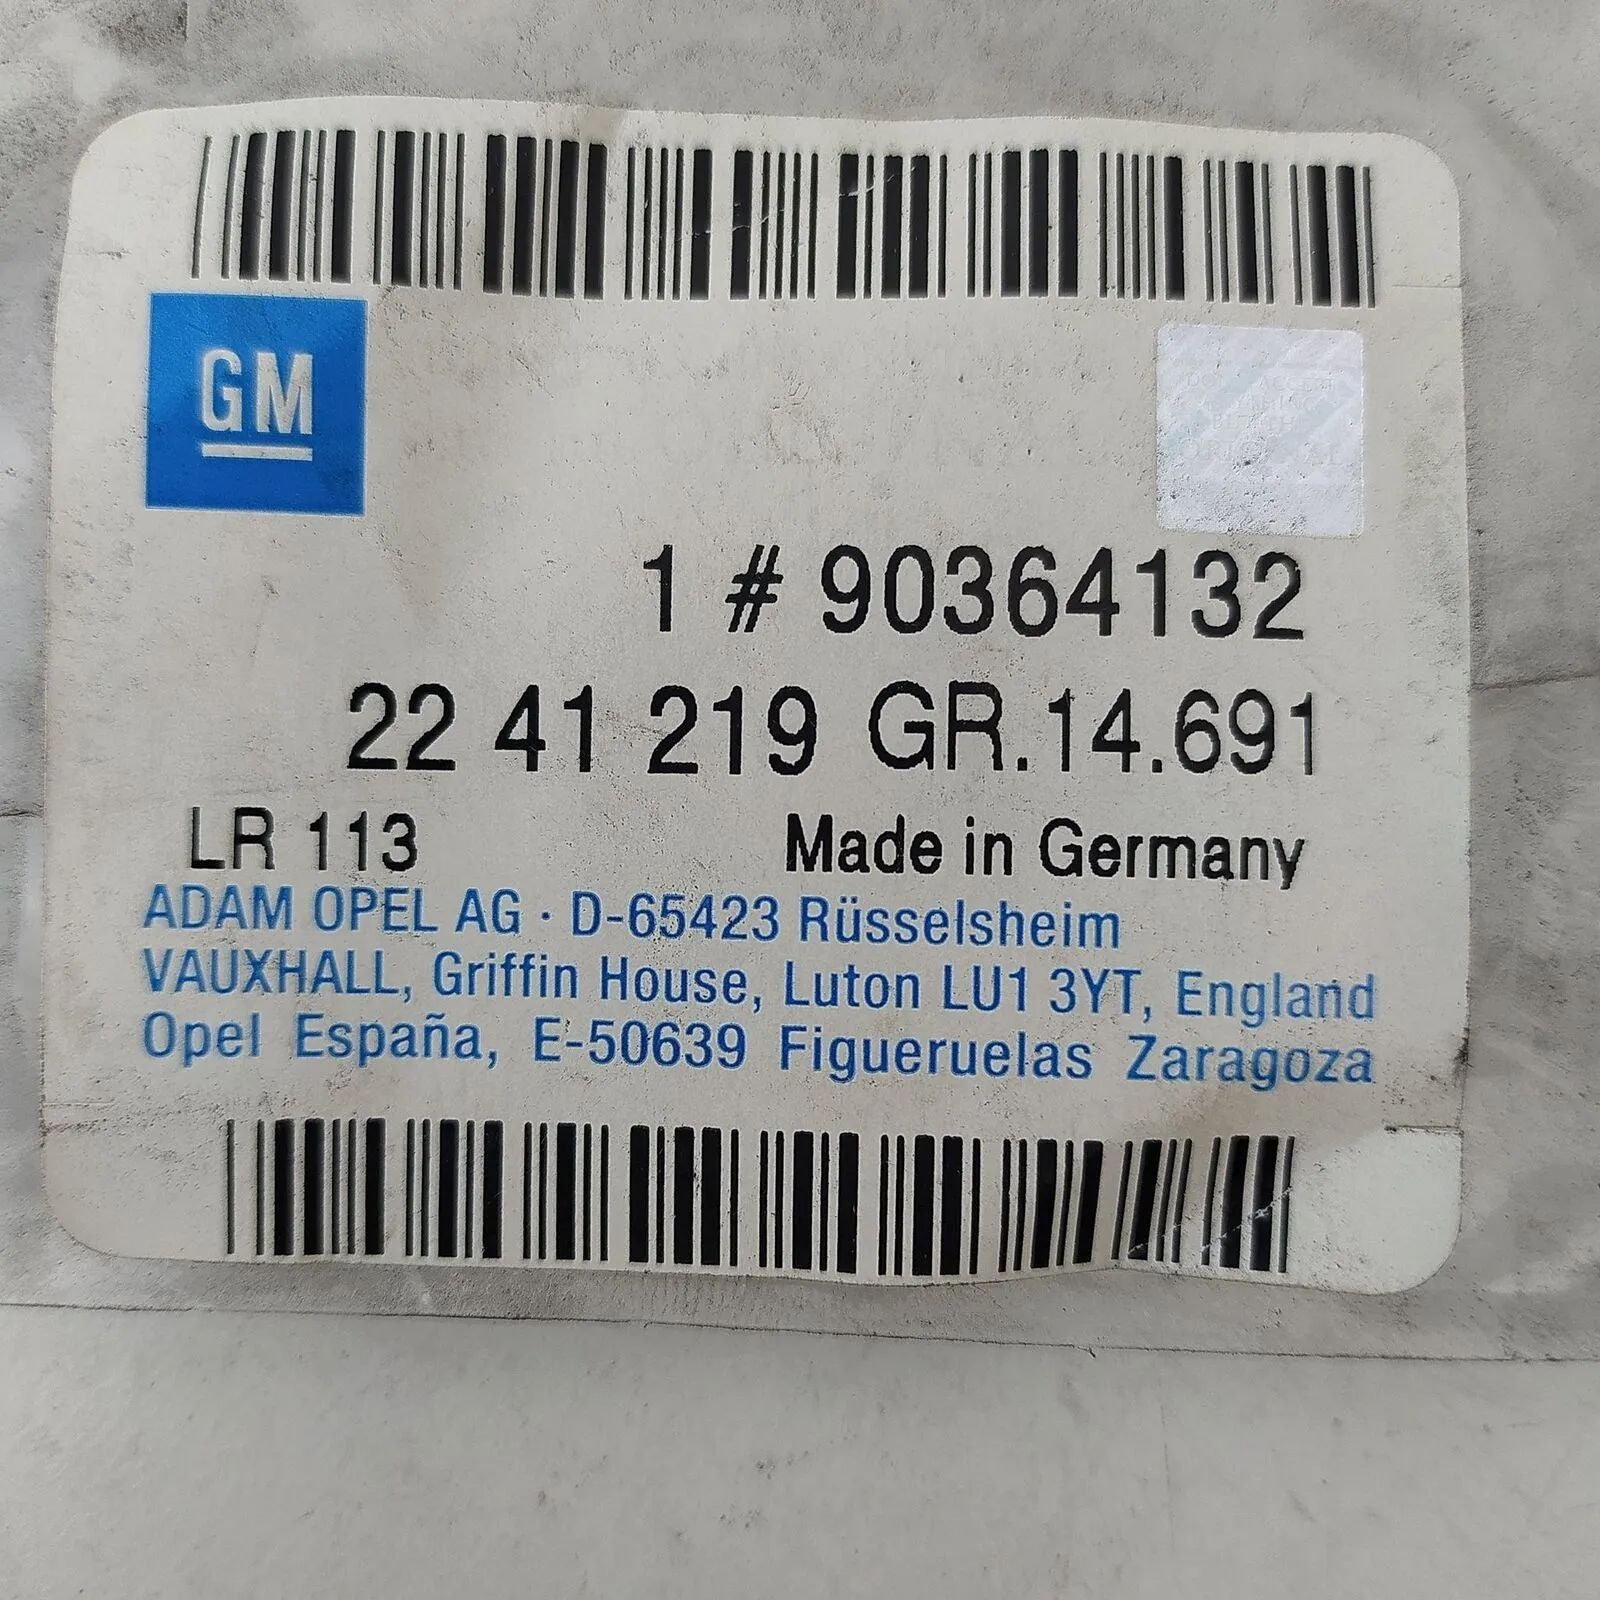 GM
1 # 90364132
22 41 219 GR.14.691
LR 113 Made in Germany
ADAM OPEL AG · D-65423 Rüsselsheim
VAUXHALL, Griffin House, Luton LU1 3YT, England
Opel España, E-50639 Figueruelas Zaragoza